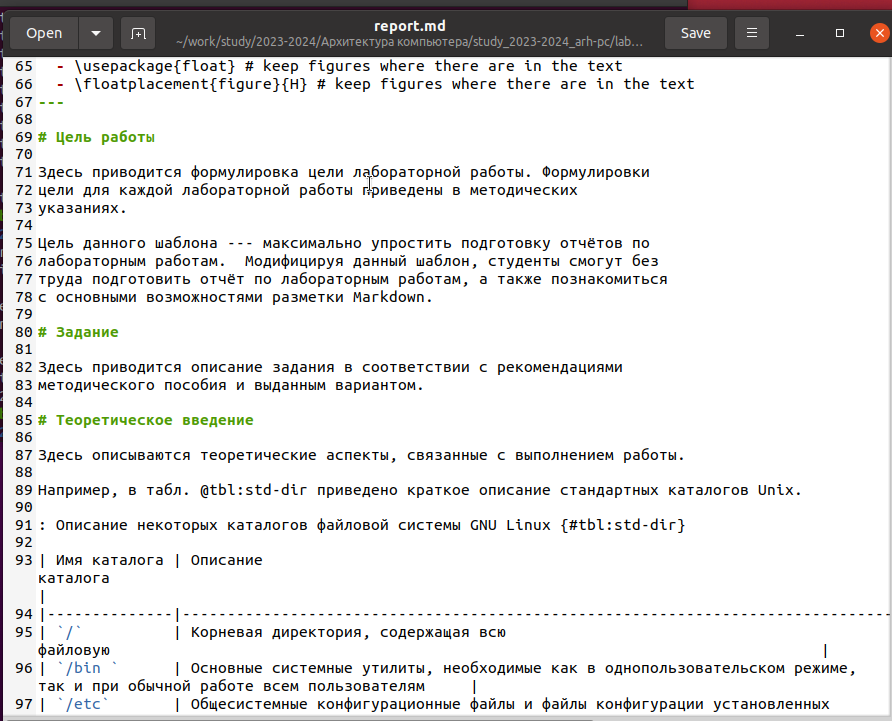 Open
report.md
~/work/study/2023-2024/Архитектура компьютера/study_2023-2024_arh-pc/lab…
Save
65 - \usepackage{float} # keep figures where there are in the text
66 - \floatplacement{figure}{H} # keep figures where there are in the text
67 ---
68
69 # Цель работы
70
71 Здесь приводится формулировка цели лабораторной работы. Формулировки
72 цели для каждой лабораторной работы приведены в методических
73 указаниях.
74
75 Цель данного шаблона --- максимально упростить подготовку отчётов по
76 лабораторным работам.  Модифицируя данный шаблон, студенты смогут без
77 труда подготовить отчёт по лабораторным работам, а также познакомиться
78 с основными возможностями разметки Markdown.
79
80 # Задание
81
82 Здесь приводится описание задания в соответствии с рекомендациями
83 методического пособия и выданным вариантом.
84
85 # Теоретическое введение
86
87 Здесь описываются теоретические аспекты, связанные с выполнением работы.
88
89 Например, в табл. @tbl:std-dir приведено краткое описание стандартных каталогов Unix.
90
91 : Описание некоторых каталогов файловой системы GNU Linux {#tbl:std-dir}
92
93 | Имя каталога | Описание
каталога
|
94 |--------------|------------------------------------------------------------------------------
95 | `/`          | Корневая директория, содержащая всю
файловую |
96 | `/bin `      | Основные системные утилиты, необходимые как в однопользовательском режиме,
так и при обычной работе всем пользователям     |
97 | `/etc`       | Общесистемные конфигурационные файлы и файлы конфигурации установленных